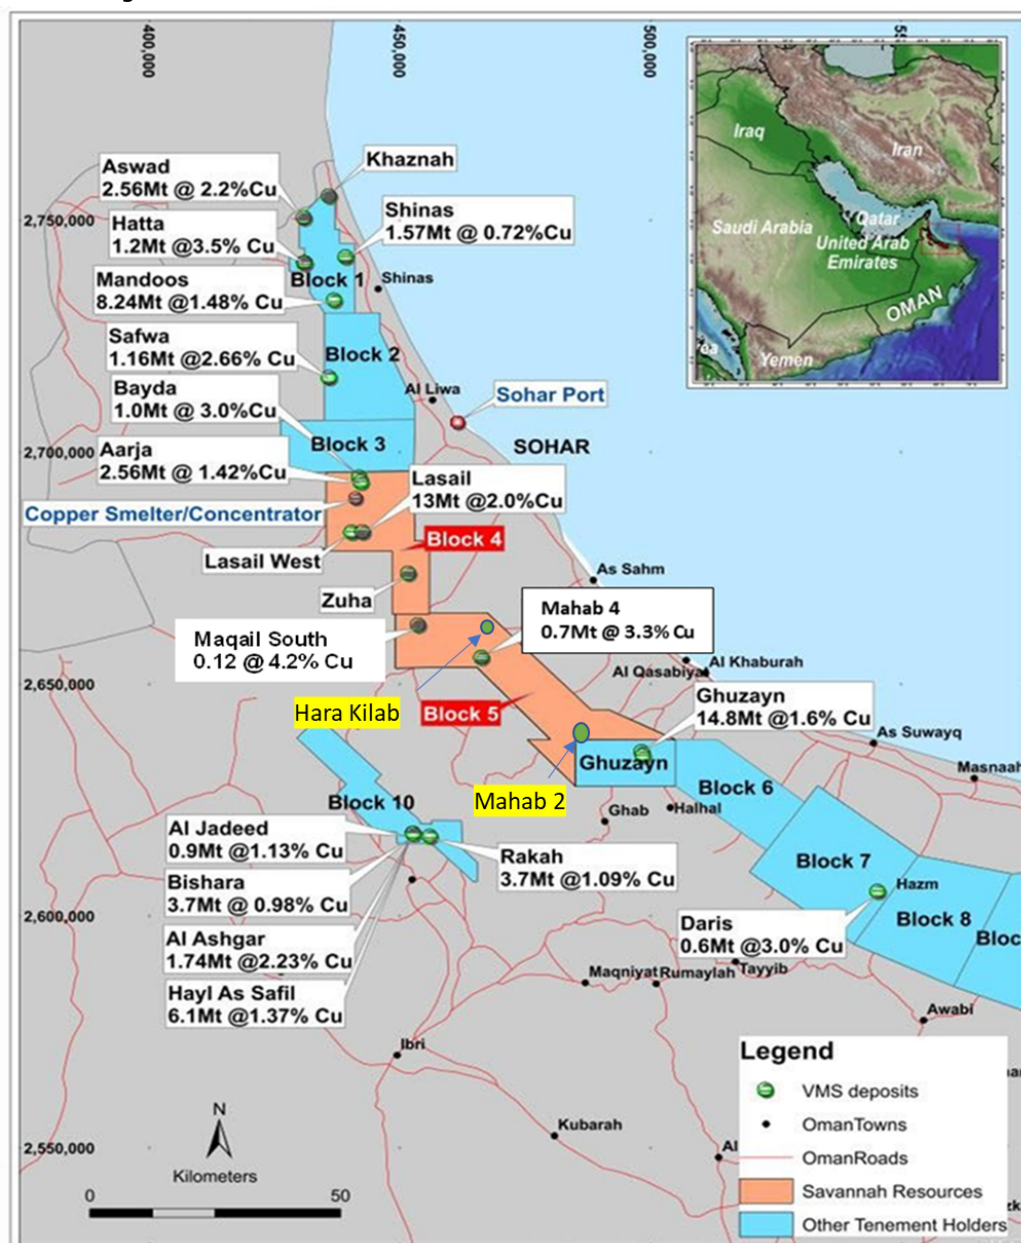 400,000
450,000
500,000
Iraq
Iran
Saudi Arabia
Qatar
United Arab
Emirates
OMAN
Yemen
Aswad
2.56Mt @ 2.2%Cu
Khaznah
2,750,000
Hatta
1.2Mt @3.5% Cu
Shinas
1.57Mt @ 0.72%Cu
Block 1
Shinas
Mandoos
8.24Mt @1.48% Cu
Safwa
1.16Mt @2.66% Cu
Block 2
Bayda
1.0Mt @ 3.0%Cu
Al Liwa
Sohar Port
Block 3
SOHAR
2,700,000
Aarja
2.56Mt @ 1.42%Cu
Lasail
13Mt @2.0%Cu
Copper Smelter/Concentrator
Block 4
Lasail West
As Sahm
Zuha
Mahab 4
0.7Mt @ 3.3% Cu
Maqail South
0.12 @ 4.2% Cu
Al Khaburah
Al Qasabiya
2,650,000
Hara Kilab
Block 5
Ghuzayn
14.8Mt @1.6% Cu
As Suwayq
Ghuzayn
Masnaah
Block 6
Mahab 2
Ghab
Halhal
Block 10
Al Jadeed
0.9Mt @1.13% Cu
Rakah
3.7Mt @1.09% Cu
Block 7
Bishara
3.7Mt @ 0.98% Cu
Hazm
2,600,000
Daris
0.6Mt @3.0% Cu
Block 8
Bloc
Al Ashgar
1.74Mt @2.23% Cu
Maqniyat
Rumaylah
Tayyib
Hayl As Safil
6.1Mt @1.37% Cu
Awabi
Ibri
Legend
VMS deposits
OmanTowns
OmanRoads
Savannah Resources
Other Tenement Holders
N
Kilometers
0
50
Kubarah
2,550,000
Al